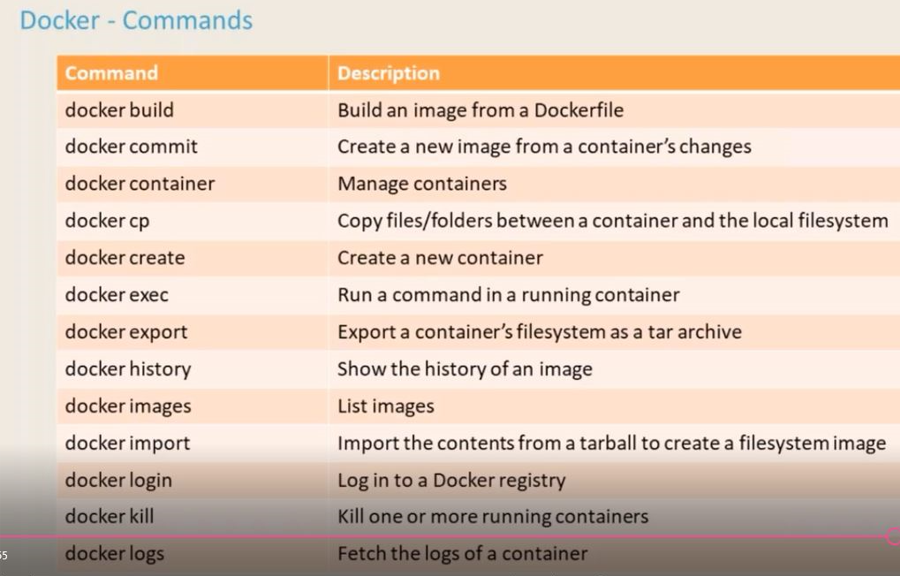 Docker - Commands
Command Description
docker build Build an image from a Dockerfile
docker commit Create a new image from a container's changes
docker container Manage containers
docker cp Copy files/folders between a container and the local filesystem
docker create Create a new container
docker exec Run a command in a running container
docker export Export a container's filesystem as a tar archive
docker history Show the history of an image
docker images List images
docker import Import the contents from a tarball to create a filesystem image
docker login Log in to a Docker registry
docker kill Kill one or more running containers
docker logs Fetch the logs of a container